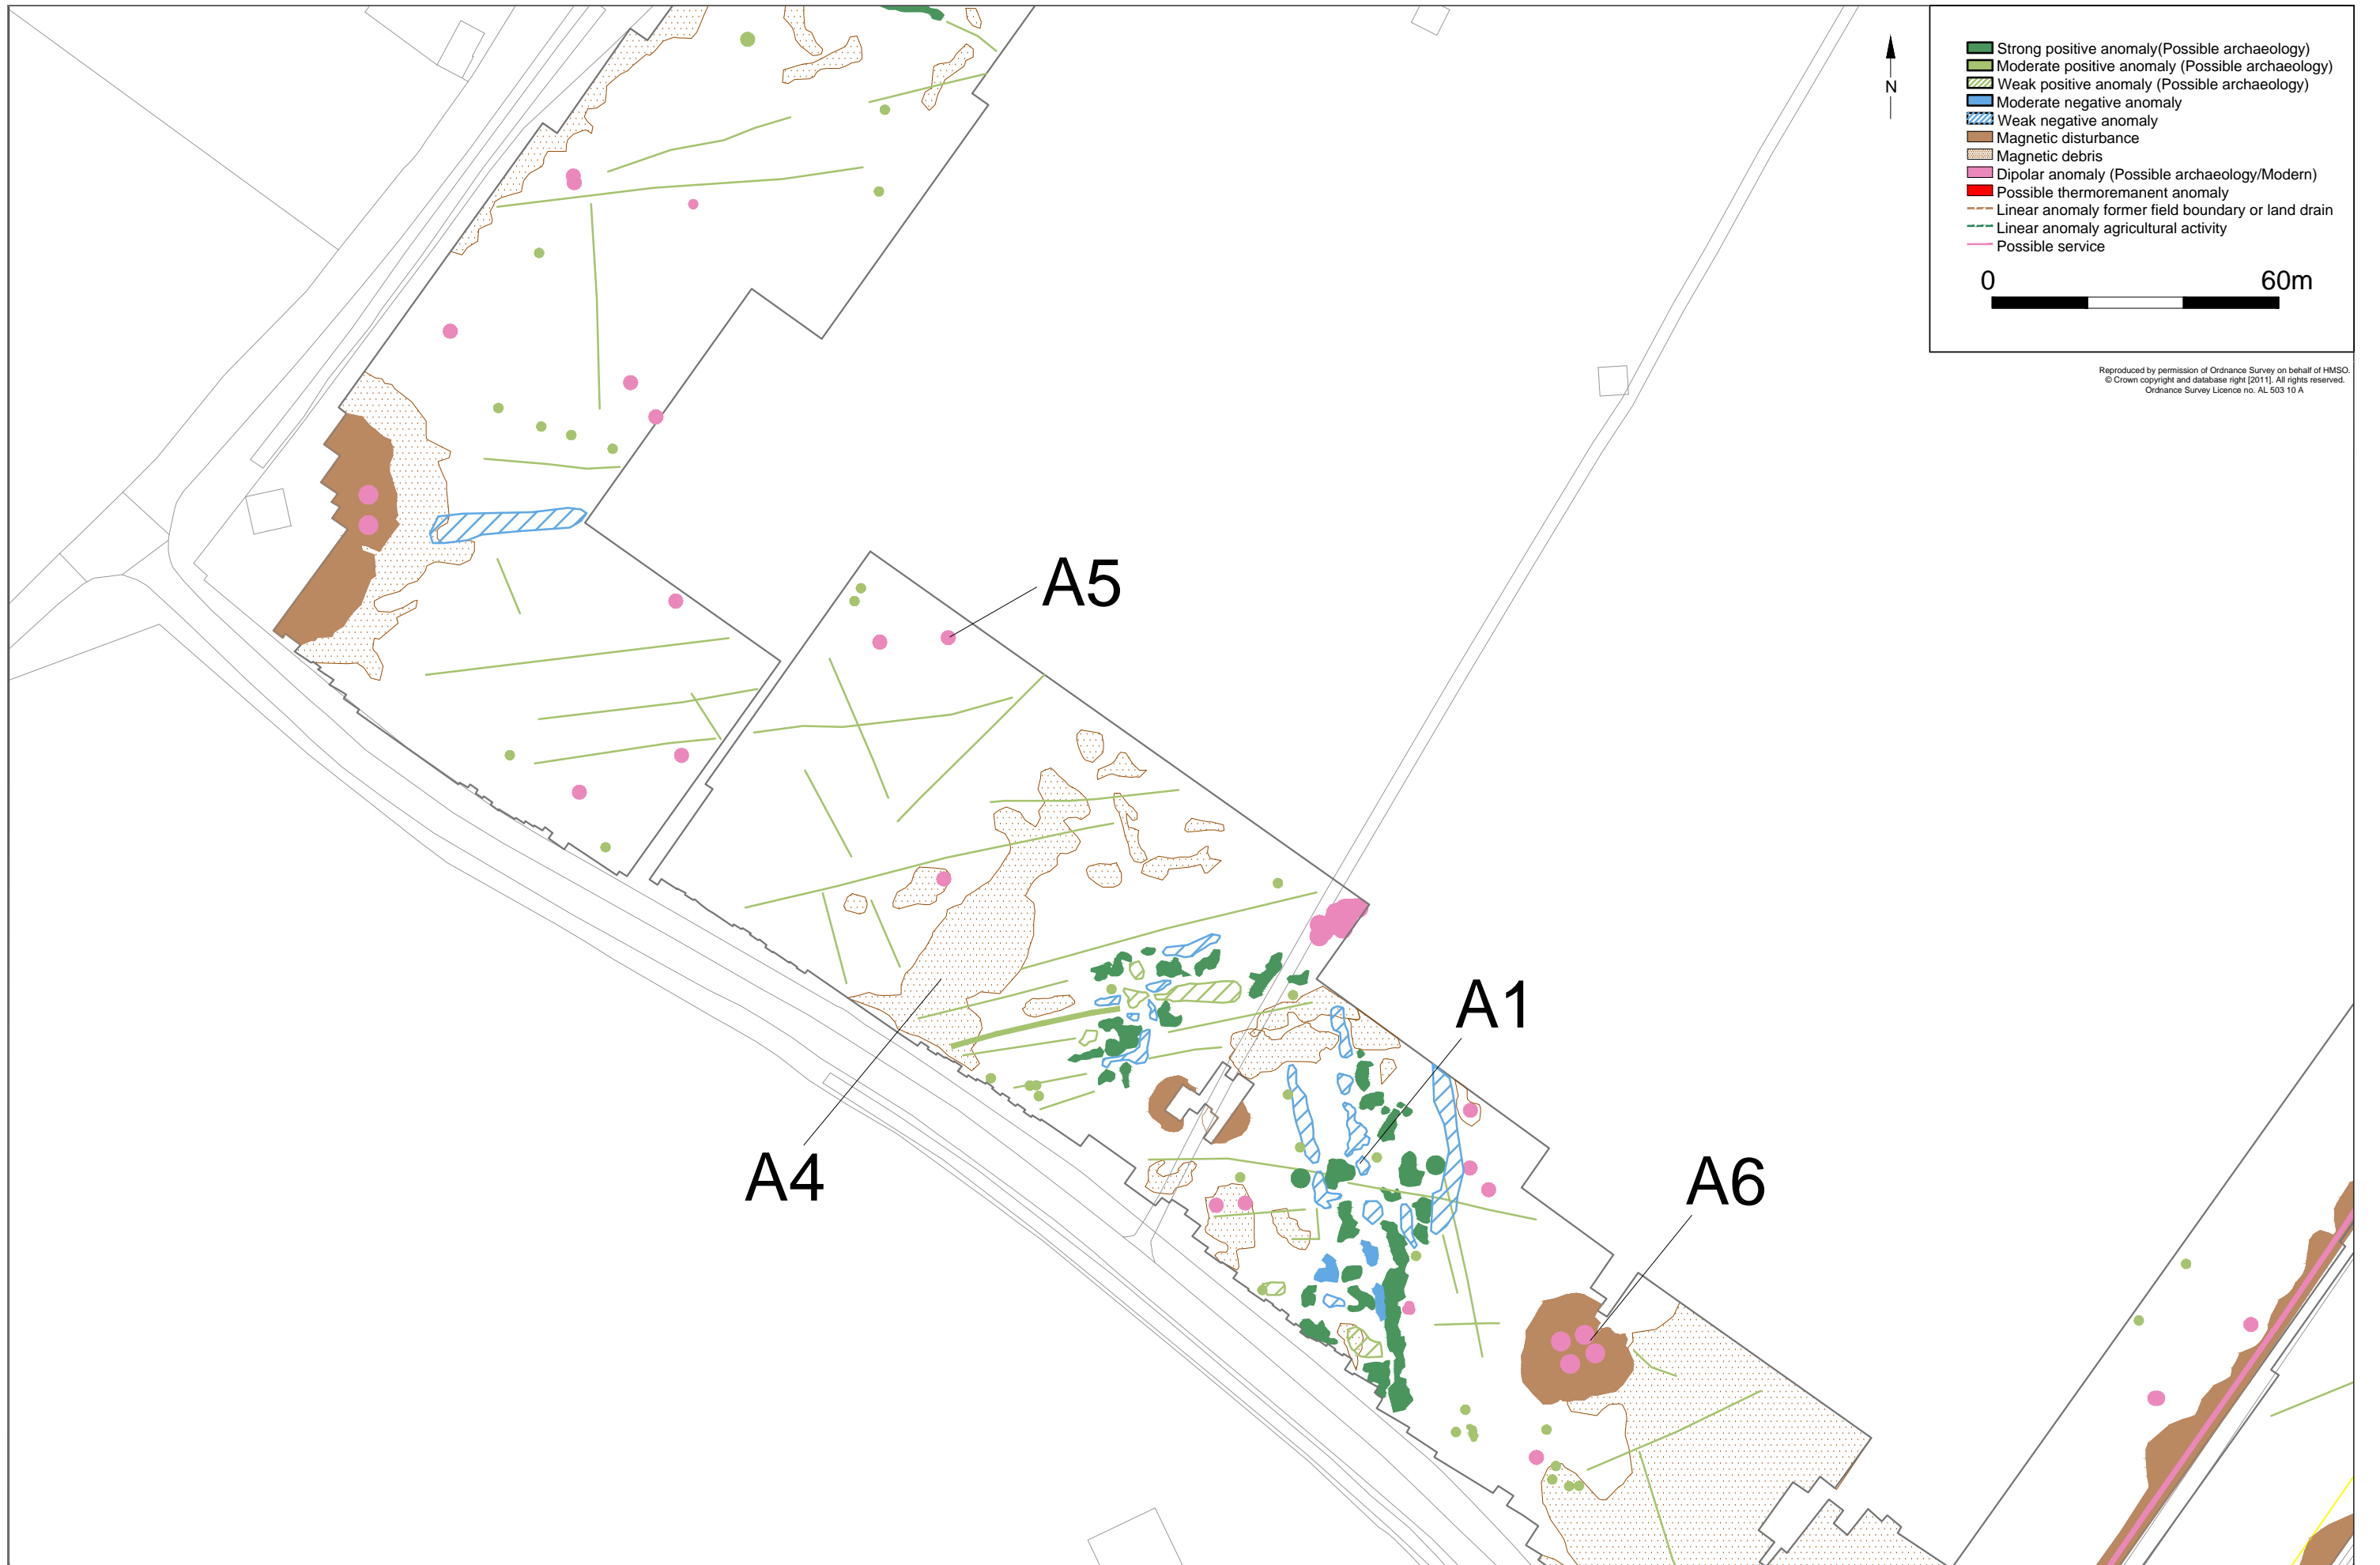 Strong positive anomaly(Possible archaeology)
Moderate positive anomaly (Possible archaeology)
Weak positive anomaly (Possible archaeology)
Moderate negative anomaly
Weak negative anomaly
Magnetic disturbance
Magnetic debris
Dipolar anomaly (Possible archaeology/Modern)
Possible thermoremanent anomaly
Linear anomaly former field boundary or land drain
Linear anomaly agricultural activity
Possible service
0 60m
N
Reproduced by permission of Ordnance Survey on behalf of HMSO.
© Crown copyright and database right [2011]. All rights reserved.
Ordnance Survey Licence no. AL 503 10 A
A5
A1
A4
A6